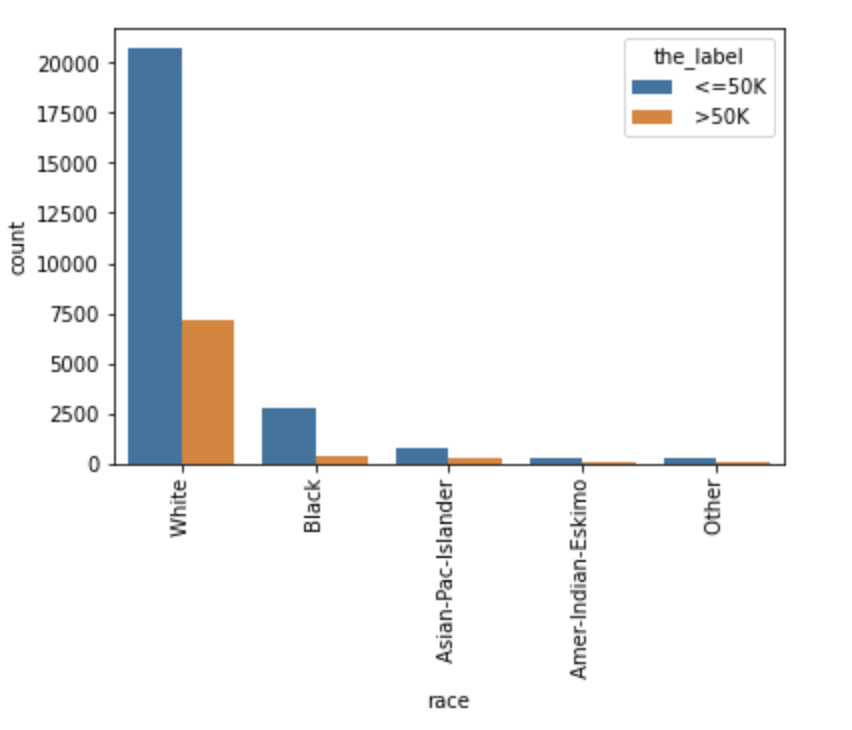 the_label
<=50K
>50K
20000
17500
15000
12500
10000
7500
5000
2500
0
count
White
Black
Asian-Pac-Islander
Amer-Indian-Eskimo
Other
race